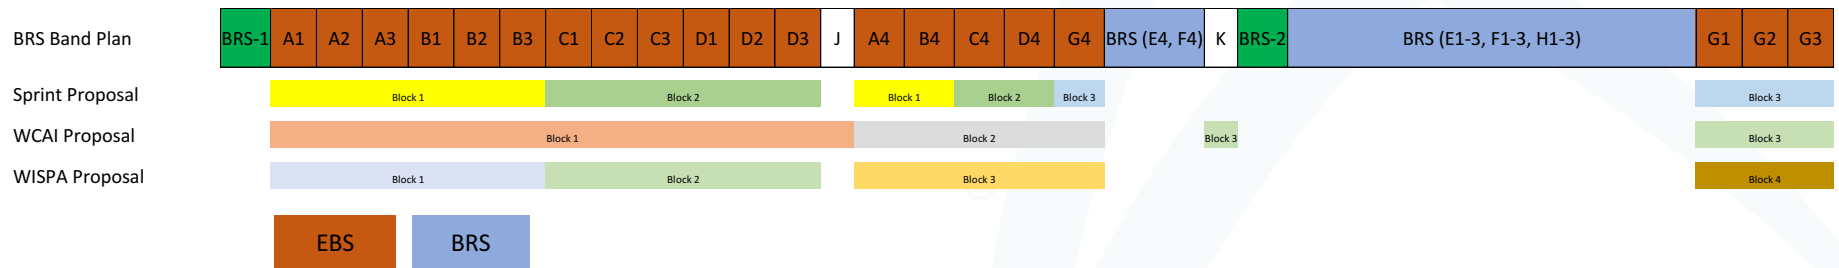 BRS Band Plan BRS-1 A1 A2 A3 B1 B2 B3 C1 C2 C3 D1 D2 D3 J A4 B4 C4 D4 G4 BRS (E4, F4) K BRS-2 BRS (E1-3, F1-3, H1-3) G1 G2 G3
Sprint Proposal Block 1 Block 2 Block 1 Block 2 Block 3 Block 3
WCAI Proposal Block 1 Block 2 Block 3 Block 3
WISPA Proposal Block 1 Block 2 Block 3 Block 4
EBS BRS